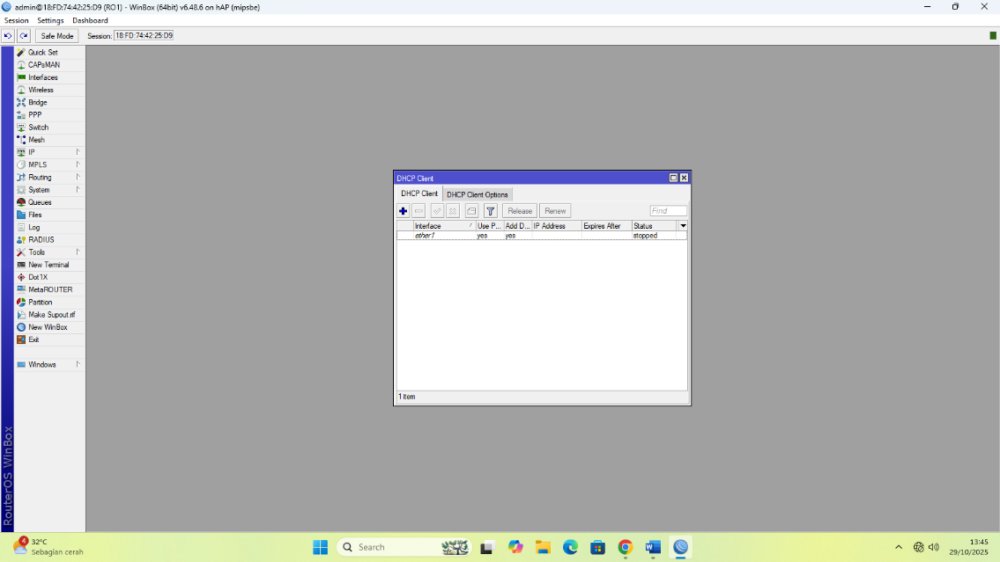 admin@18:FD:74:42:25:D9 (RO1) - WinBox (64bit) v6.48.6 on hAP (mipsbe)
Session Settings Dashboard
Safe Mode Session: 18:FD:74:42:25:D9
Quick Set
CAPsMAN
Interfaces
Wireless
Bridge
PPP
Switch
Mesh
IP
MPLS
Routing
System
Queues
Files
Log
RADIUS
Tools
New Terminal
Dot1X
MetaROUTER
Partition
Make Supout.rif
New WinBox
Exit
Windows
RouterOS WinBox
DHCP Client
DHCP Client DHCP Client Options
Release Renew Find
Interface Use P... Add D... IP Address Expires After Status
ether1 yes yes stopped
1 item
4
32°C
Sebagian cerah
Search
13:45
29/10/2025